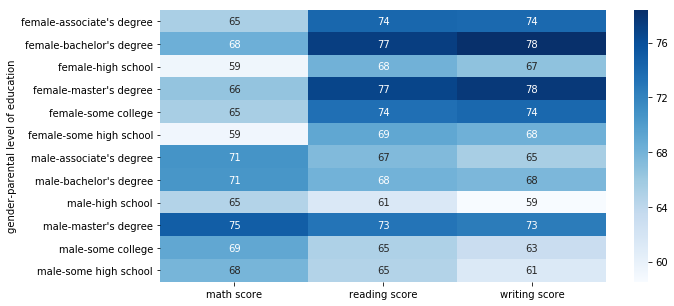 gender-parental level of education
female-associate's degree 65 74 74
female-bachelor's degree 68 77 78
female-high school 59 68 67
female-master's degree 66 77 78
female-some college 65 74 74
female-some high school 59 69 68
male-associate's degree 71 67 65
male-bachelor's degree 71 68 68
male-high school 65 61 59
male-master's degree 75 73 73
male-some college 69 65 63
male-some high school 68 65 61
math score reading score writing score
76
72
68
64
60